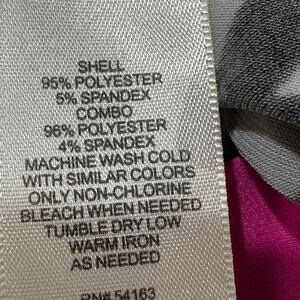 SHELL
95% POLYESTER
5% SPANDEX
COMBO
96% POLYESTER
4% SPANDEX
MACHINE WASH COLD
WITH SIMILAR COLORS
ONLY NON-CHLORINE
BLEACH WHEN NEEDED
TUMBLE DRY LOW
WARM IRON
AS NEEDED
RN# 54163